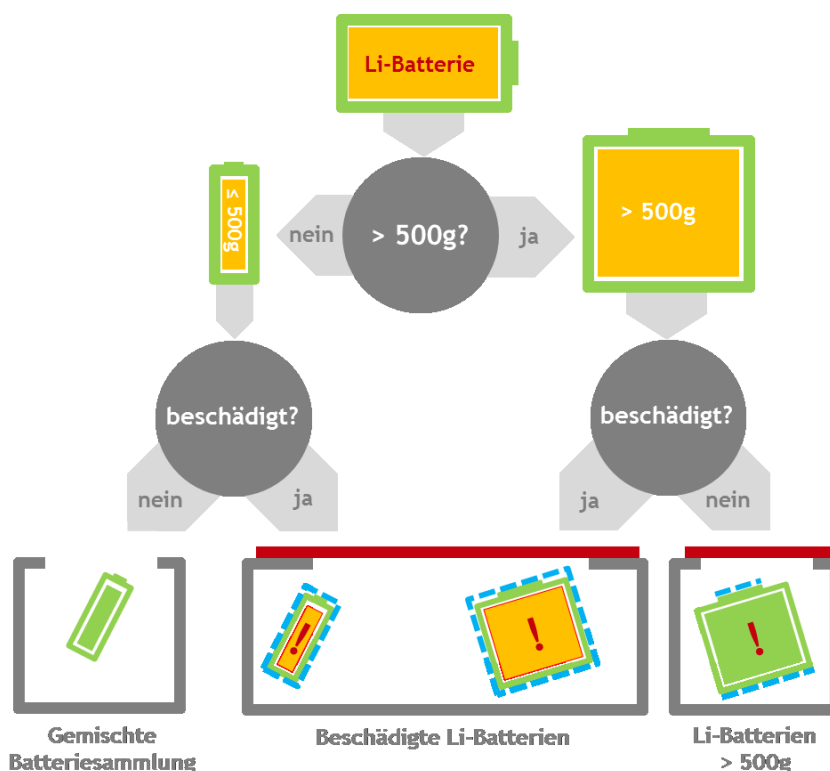 Li-Batterie
≤ 500g
nein
> 500g?
ja
> 500g
beschädigt?
beschädigt?
nein
ja
ja
nein
!
!
!
Gemischte
Batteriesammlung
Beschädigte Li-Batterien
Li-Batterien
> 500g